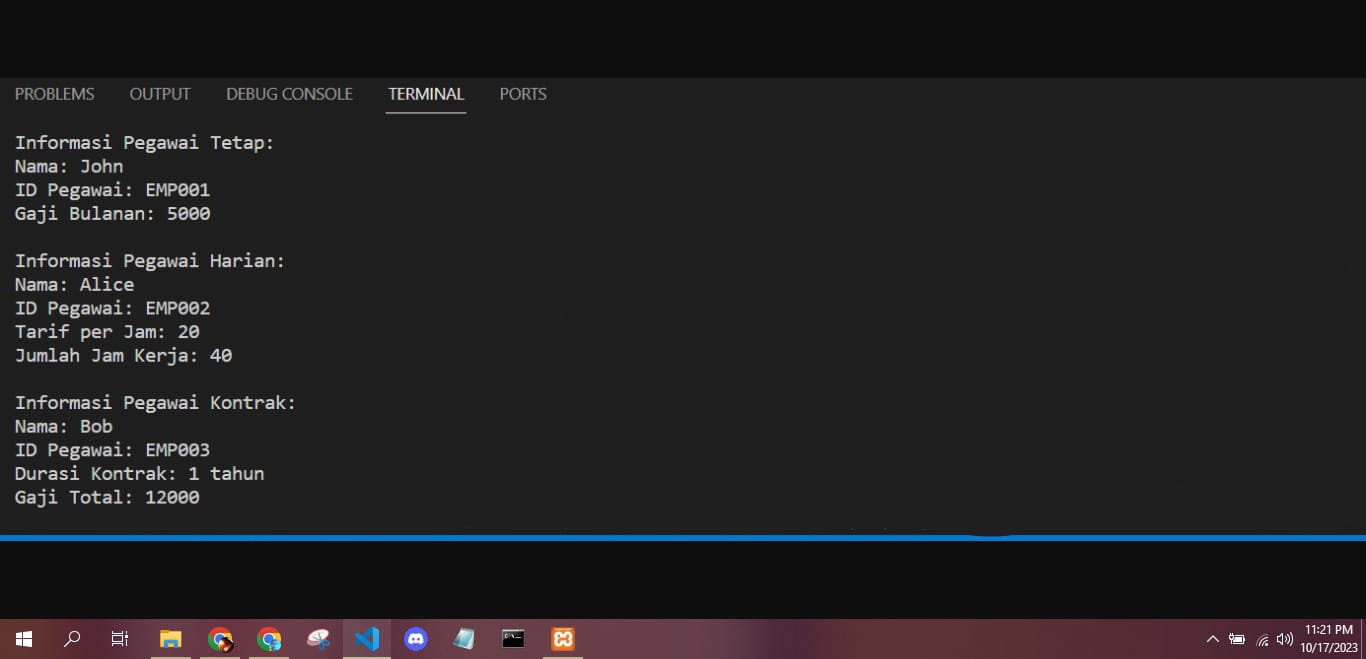 PROBLEMS OUTPUT DEBUG CONSOLE TERMINAL PORTS
Informasi Pegawai Tetap:
Nama: John
ID Pegawai: EMP001
Gaji Bulanan: 5000
Informasi Pegawai Harian:
Nama: Alice
ID Pegawai: EMP002
Tarif per Jam: 20
Jumlah Jam Kerja: 40
Informasi Pegawai Kontrak:
Nama: Bob
ID Pegawai: EMP003
Durasi Kontrak: 1 tahun
Gaji Total: 12000
11:21 PM
10/17/2023